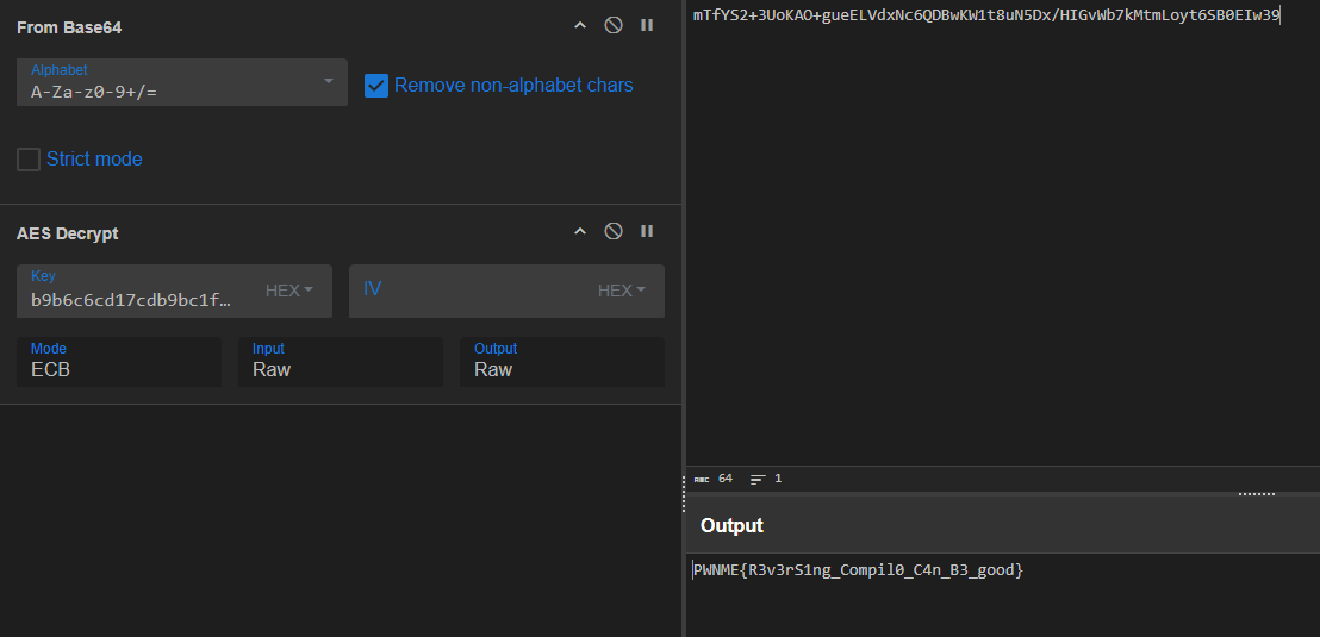 From Base64
Alphabet
A-Za-z0-9+/=
Remove non-alphabet chars
Strict mode
AES Decrypt
Key
b9b6c6cd17cdb9bc1f…
HEX
IV
HEX
Mode
ECB
Input
Raw
Output
Raw
mTfYS2+3UoKAO+gueELVdxNc6QDBwKW1t8uN5Dx/HIGvWb7kMtmLoyt6SB0EIw39
ABC 64 1
Output
PWNME{R3v3rS1ng_Compil0_C4n_B3_good}